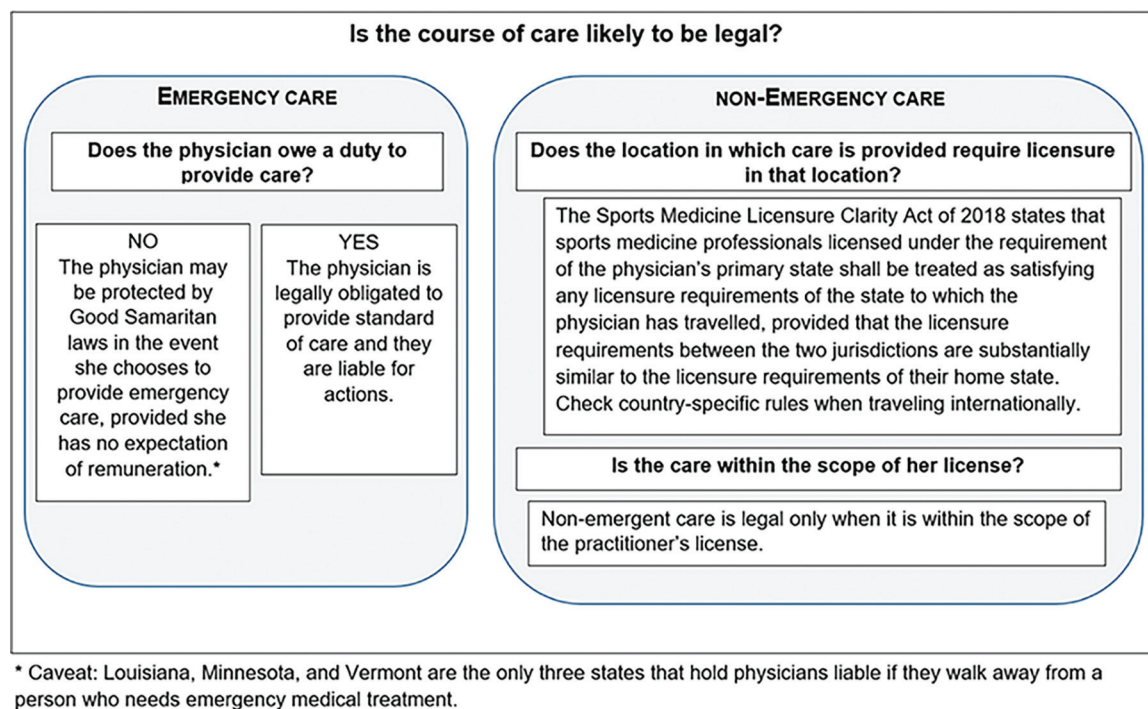 Is the course of care likely to be legal?
EMERGENCY CARE
Does the physician owe a duty to
provide care?
NO
The physician may
be protected by
Good Samaritan
laws in the event
she chooses to
provide emergency
care, provided she
has no expectation
of remuneration.*
YES
The physician is
legally obligated to
provide standard
of care and they
are liable for
actions.
NON-EMERGENCY CARE
Does the location in which care is provided require licensure
in that location?
The Sports Medicine Licensure Clarity Act of 2018 states that
sports medicine professionals licensed under the requirement
of the physician's primary state shall be treated as satisfying
any licensure requirements of the state to which the
physician has travelled, provided that the licensure
requirements between the two jurisdictions are substantially
similar to the licensure requirements of their home state.
Check country-specific rules when traveling internationally.
Is the care within the scope of her license?
Non-emergent care is legal only when it is within the scope of
the practitioner's license.
* Caveat: Louisiana, Minnesota, and Vermont are the only three states that hold physicians liable if they walk away from a
person who needs emergency medical treatment.